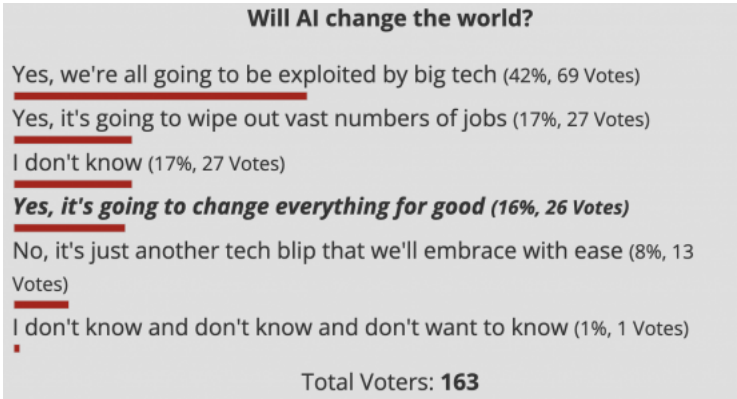 Will AI change the world?
Yes, we're all going to be exploited by big tech (42%, 69 Votes)
Yes, it's going to wipe out vast numbers of jobs (17%, 27 Votes)
I don't know (17%, 27 Votes)
Yes, it's going to change everything for good (16%, 26 Votes)
No, it's just another tech blip that we'll embrace with ease (8%, 13
Votes)
I don't know and don't know and don't want to know (1%, 1 Votes)
Total Voters: 163